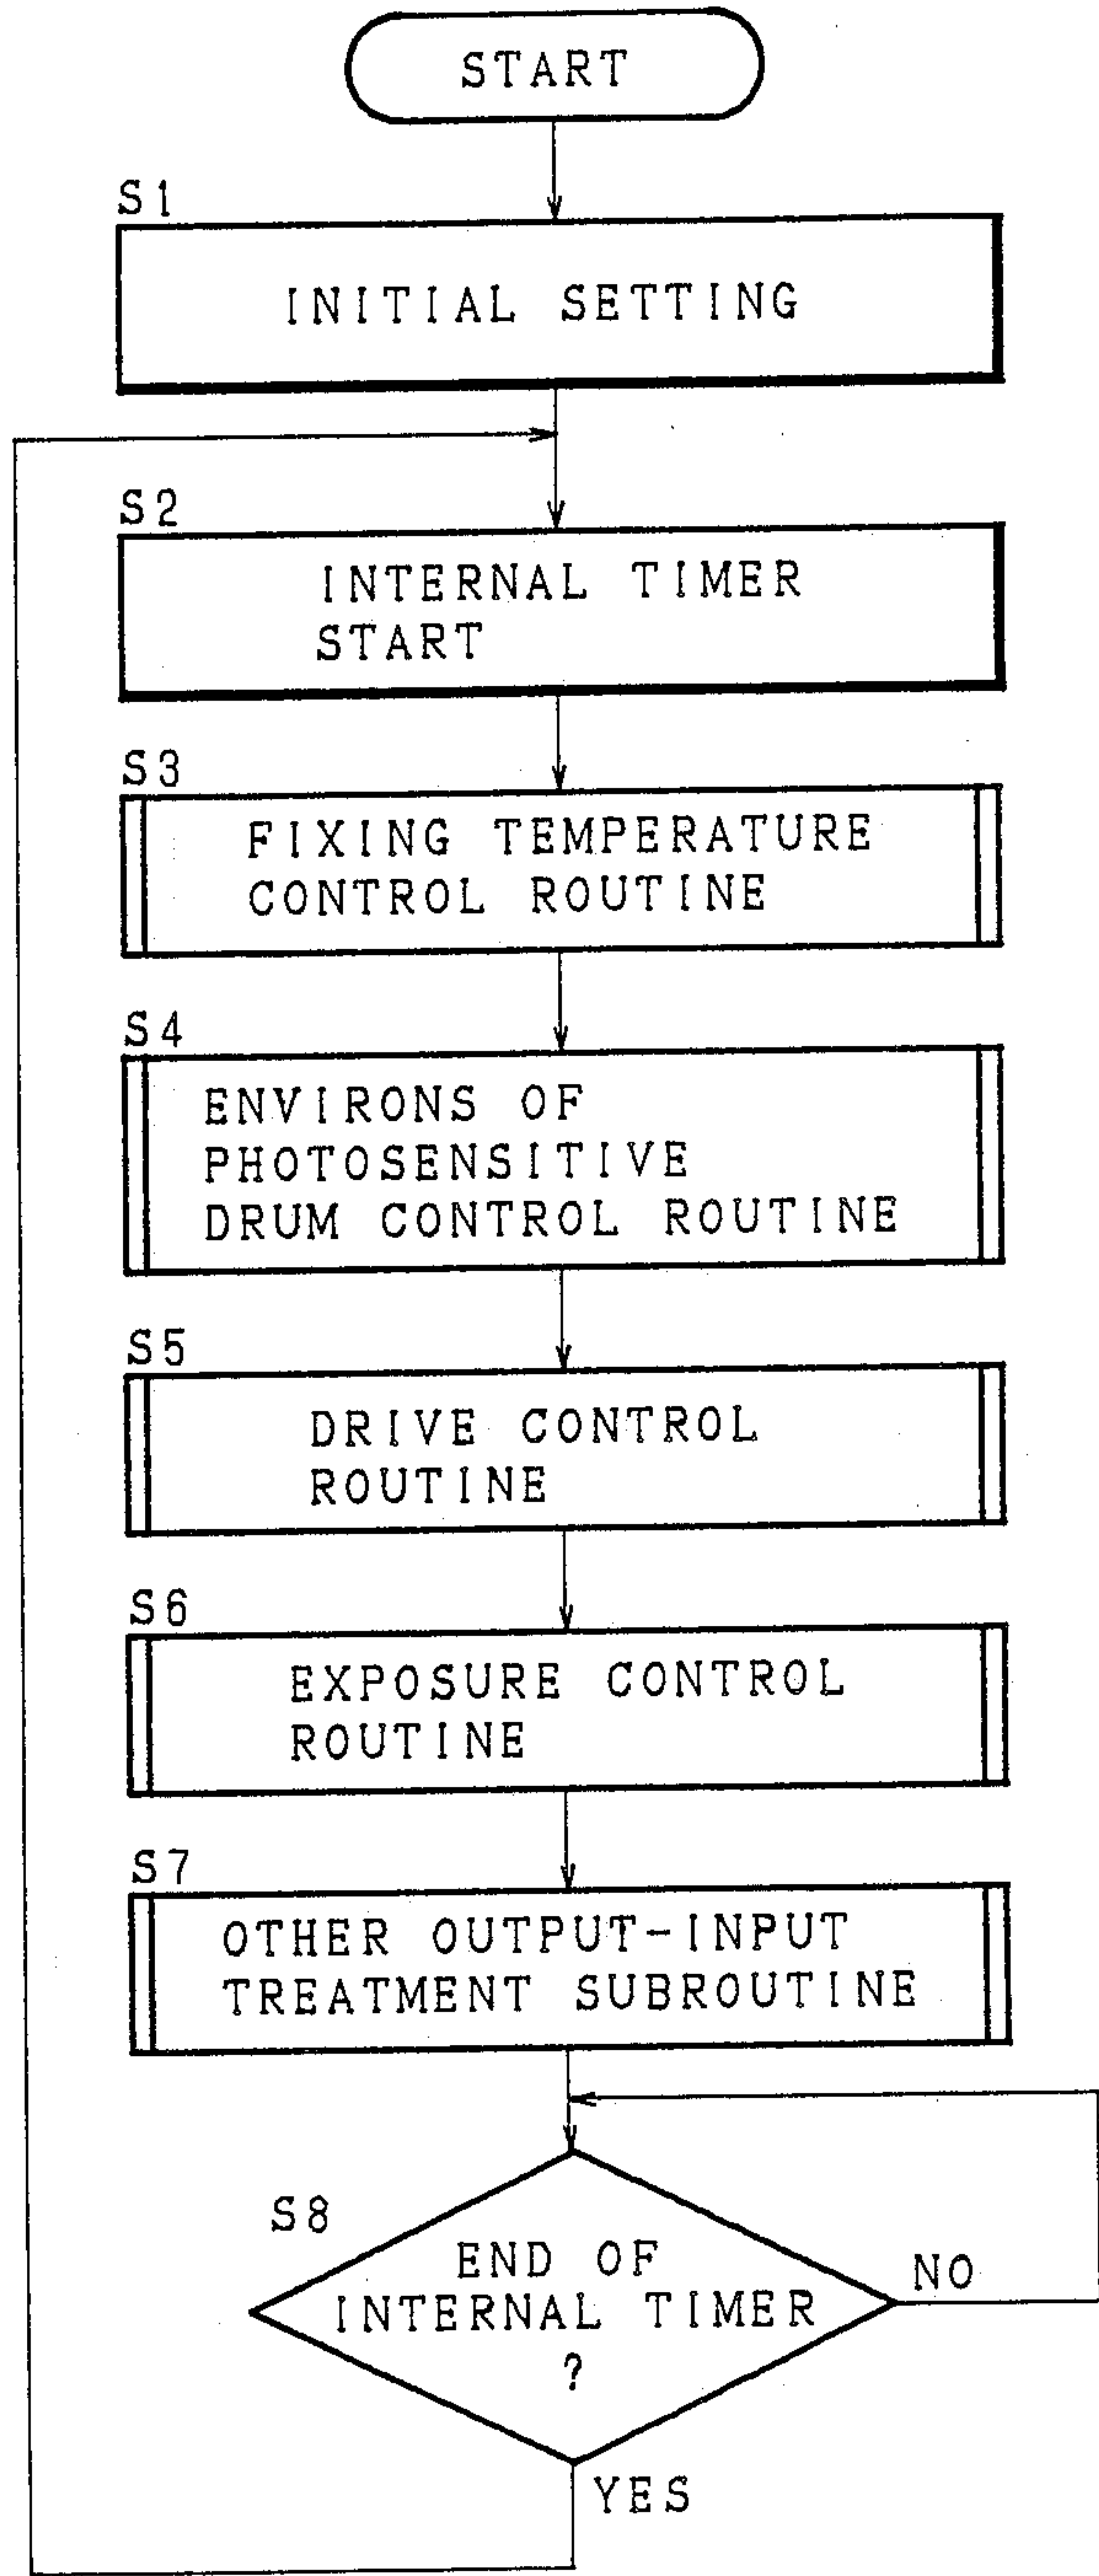 START
S1
INITIAL SETTING
S2
INTERNAL TIMER
START
S3
FIXING TEMPERATURE
CONTROL ROUTINE
S4
ENVIRONS OF
PHOTOSENSITIVE
DRUM CONTROL ROUTINE
S5
DRIVE CONTROL
ROUTINE
S6
EXPOSURE CONTROL
ROUTINE
S7
OTHER OUTPUT-INPUT
TREATMENT SUBROUTINE
S8
END OF
INTERNAL TIMER
?
NO
YES